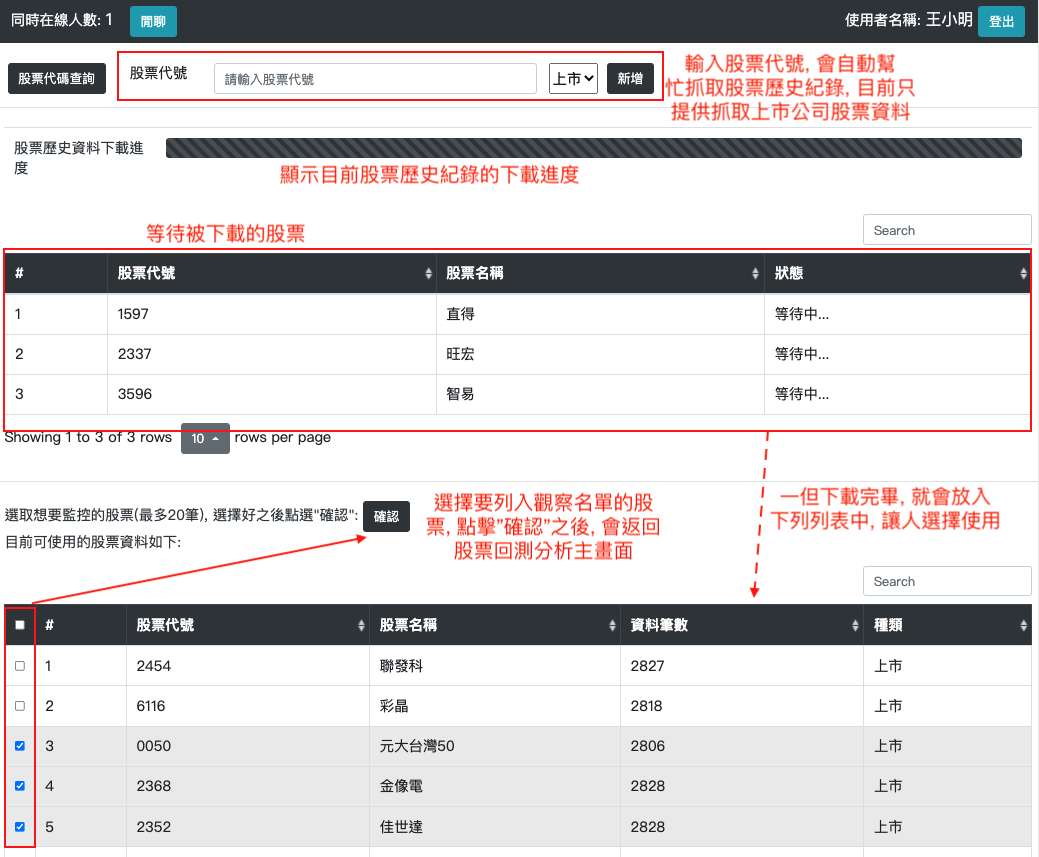 同時在線人數: 1 閒聊 使用者名稱: 王小明 登出
股票代碼查詢 股票代號 請輸入股票代號 上市 新增
輸入股票代號, 會自動幫
忙抓取股票歷史紀錄, 目前只
提供抓取上市公司股票資料
股票歷史資料下載進
度
顯示目前股票歷史紀錄的下載進度
等待被下載的股票
Search
# 股票代號 股票名稱 狀態
1 1597 直得 等待中...
2 2337 旺宏 等待中...
3 3596 智易 等待中...
Showing 1 to 3 of 3 rows 10 rows per page
選取想要監控的股票(最多20筆), 選擇好之後點選"確認": 確認
目前可使用的股票資料如下:
選擇要列入觀察名單的股
票, 點擊”確認”之後, 會返回
股票回測分析主畫面
一但下載完畢, 就會放入
下列列表中, 讓人選擇使用
Search
# 股票代號 股票名稱 資料筆數 種類
1 2454 聯發科 2827 上市
2 6116 彩晶 2818 上市
3 0050 元大台灣50 2806 上市
4 2368 金像電 2828 上市
5 2352 佳世達 2828 上市